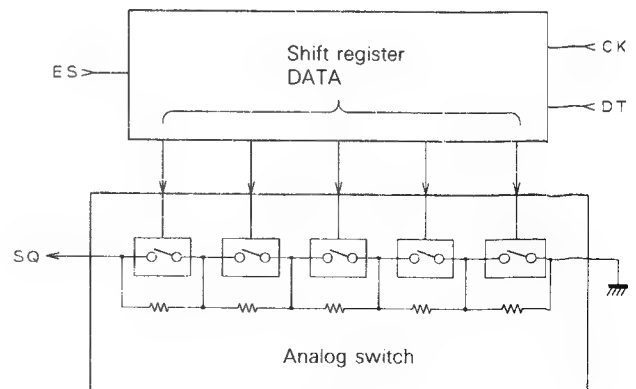 Shift register
DATA
ES
CK
DT
SQ
Analog switch